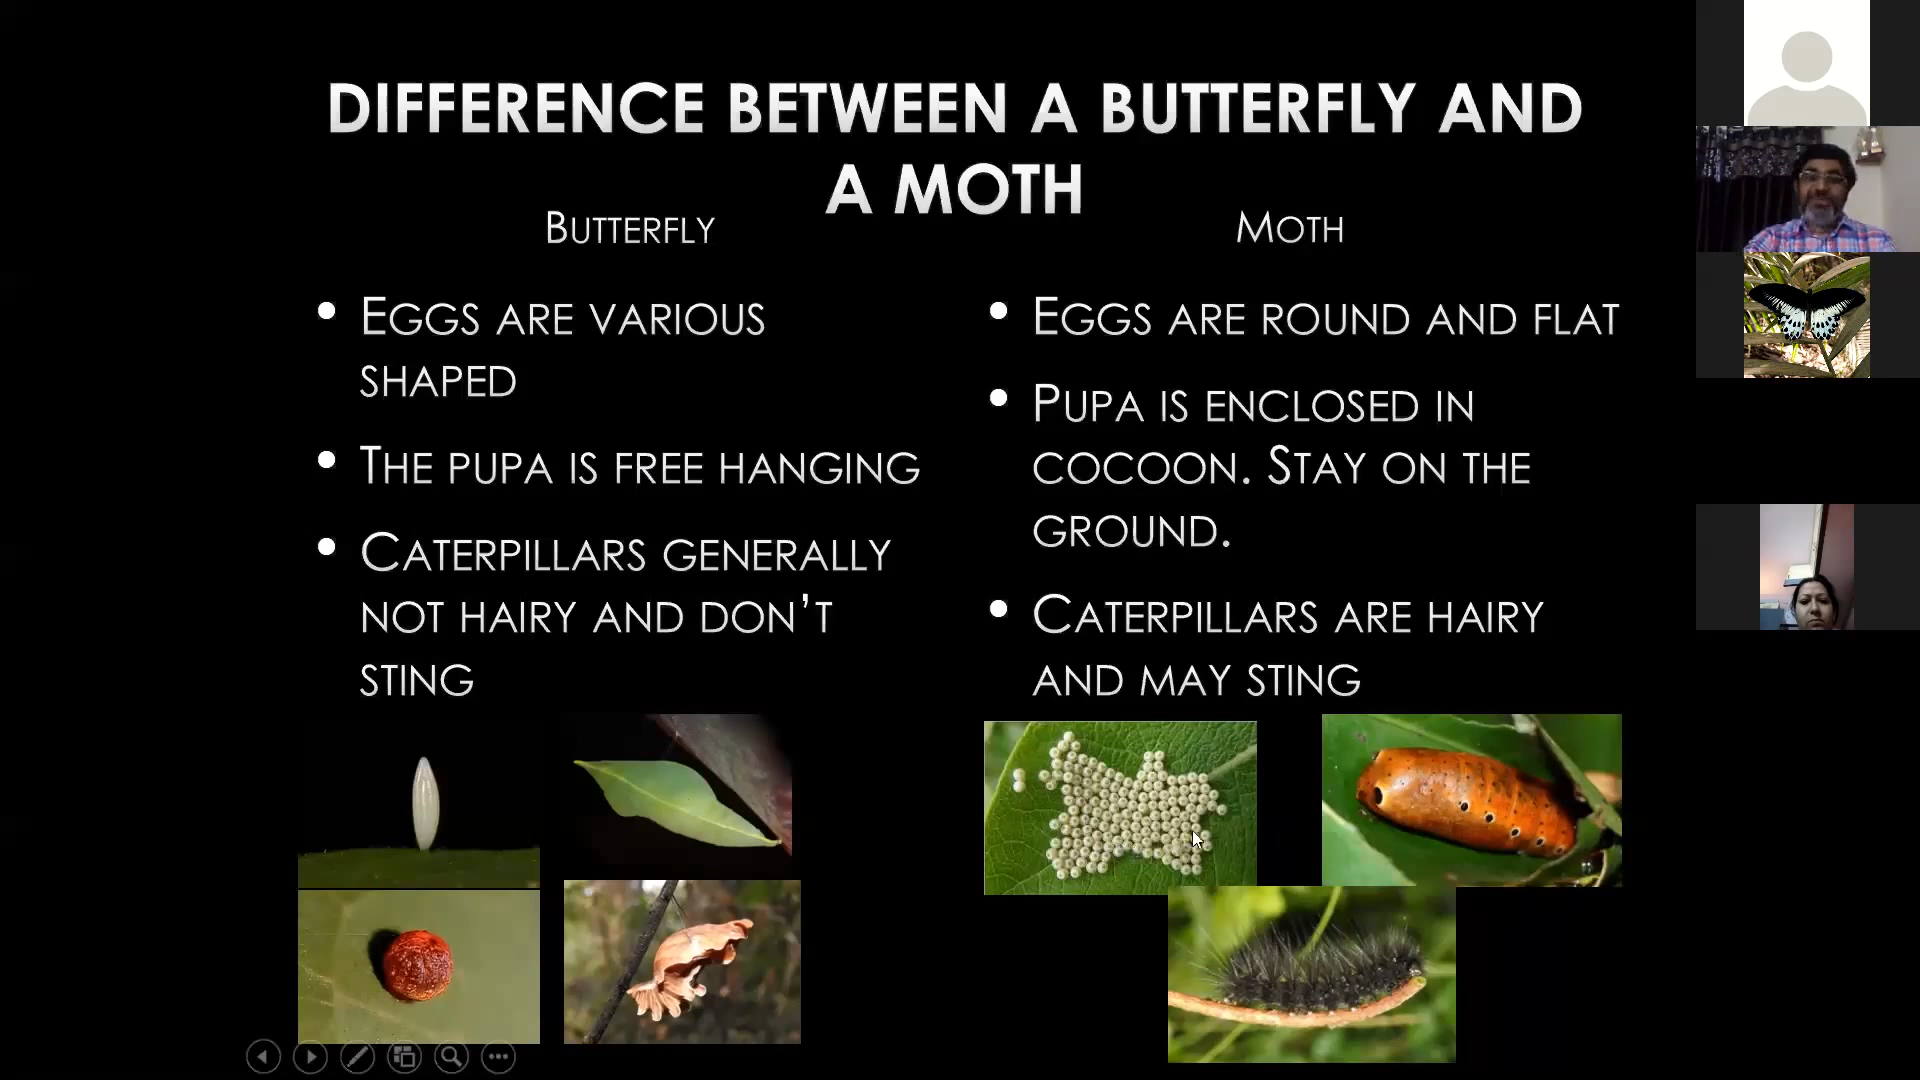 DIFFERENCE BETWEEN A BUTTERFLY AND
A MOTH
BUTTERFLY
• EGGS ARE VARIOUS
SHAPED
• THE PUPA IS FREE HANGING
• CATERPILLARS GENERALLY
NOT HAIRY AND DON'T
STING
MOTH
• EGGS ARE ROUND AND FLAT
• PUPA IS ENCLOSED IN
COCOON. STAY ON THE
GROUND.
• CATERPILLARS ARE HAIRY
AND MAY STING